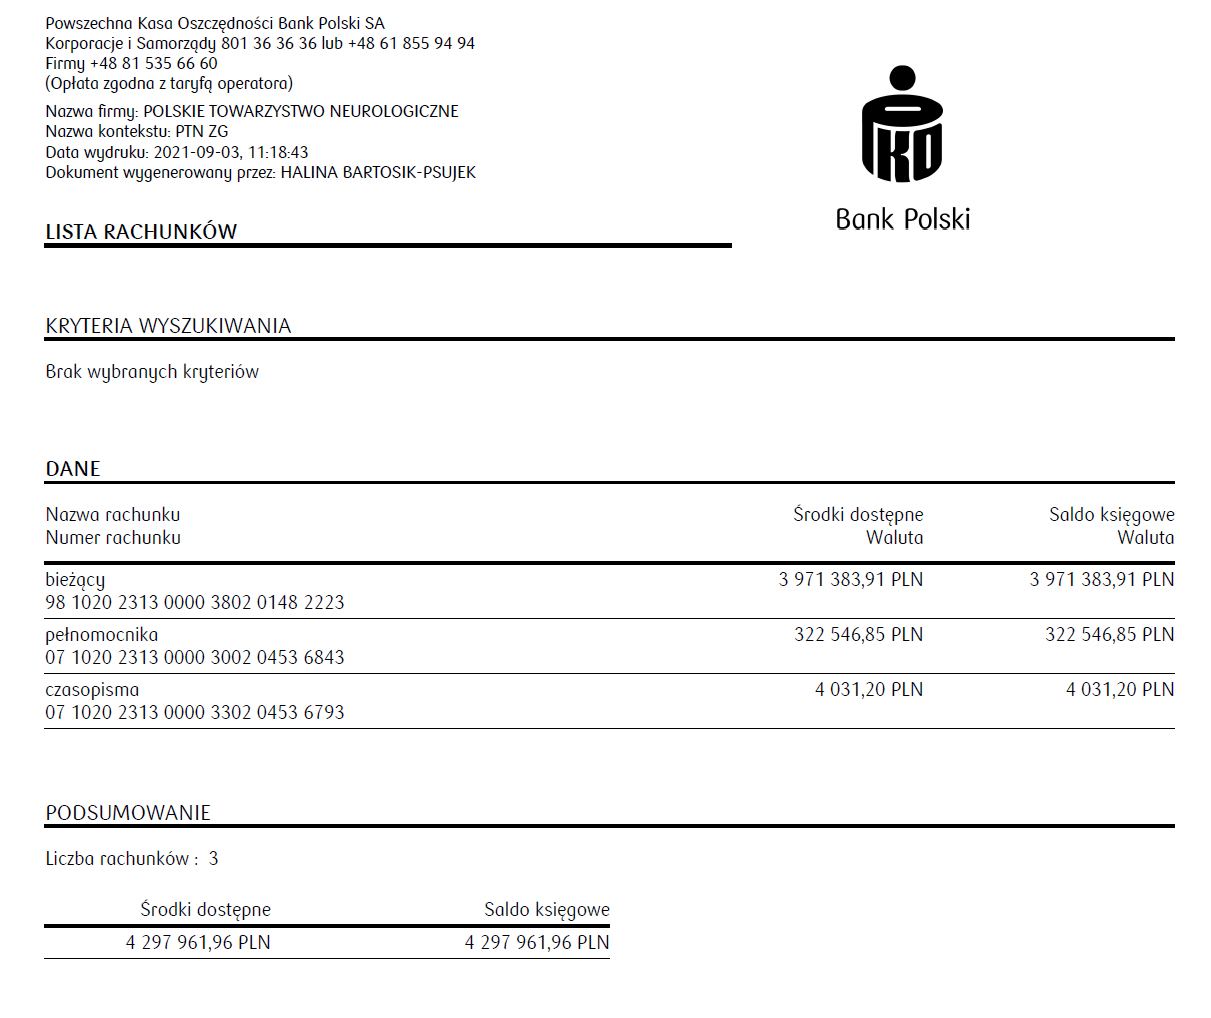 Powszechna Kasa Oszczędności Bank Polski SA
Korporacje i Samorządy 801 36 36 36 lub +48 61 855 94 94
Firmy +48 81 535 66 60
(Opłata zgodna z taryfą operatora)
Nazwa firmy: POLSKIE TOWARZYSTWO NEUROLOGICZNE
Nazwa kontekstu: PTN ZG
Data wydruku: 2021-09-03, 11:18:43
Dokument wygenerowany przez: HALINA BARTOSIK-PSUJEK
PKO
Bank Polski
LISTA RACHUNKÓW
KRYTERIA WYSZUKIWANIA
Brak wybranych kryteriów
DANE
Nazwa rachunku Środki dostępne Saldo księgowe
Numer rachunku Waluta Waluta
bieżący 3 971 383,91 PLN 3 971 383,91 PLN
98 1020 2313 0000 3802 0148 2223
pełnomocnika 322 546,85 PLN 322 546,85 PLN
07 1020 2313 0000 3002 0453 6843
czasopisma 4 031,20 PLN 4 031,20 PLN
07 1020 2313 0000 3302 0453 6793
PODSUMOWANIE
Liczba rachunków : 3
Środki dostępne Saldo księgowe
4 297 961,96 PLN 4 297 961,96 PLN